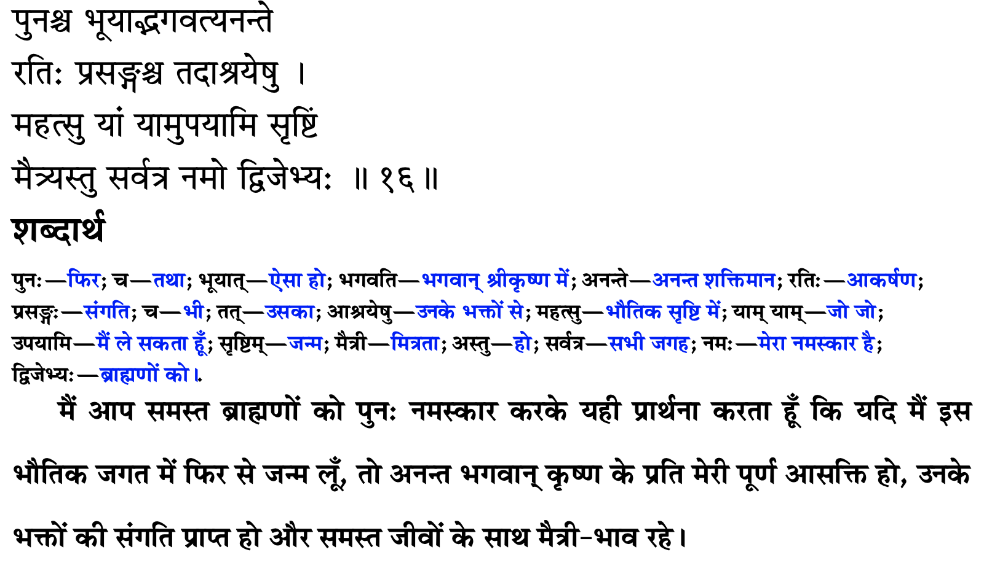 पुनश्च भूयाद्भगवत्यनन्ते
रतिः प्रसङ्गश्च तदाश्रयेषु ।
महत्सु यां यामुपयामि सृष्टिं
मैत्र्यस्तु सर्वत्र नमो द्विजेभ्यः ॥ १६॥
शब्दार्थ
पुनः—फिर; च—तथा; भूयात्—ऐसा हो; भगवति—भगवान् श्रीकृष्ण में; अनन्ते—अनन्त शक्तिमान; रतिः—आकर्षण;
प्रसङ्गः—संगति; च—भी; तत्—उसका; आश्रयेषु—उनके भक्तों से; महत्सु—भौतिक सृष्टि में; याम् याम्—जो जो;
उपयामि—मैं ले सकता हूँ; सृष्टिम्—जन्म; मैत्री—मित्रता; अस्तु—हो; सर्वत्र—सभी जगह; नमः—मेरा नमस्कार है;
द्विजेभ्यः—ब्राह्मणों को।.
मैं आप समस्त ब्राह्मणों को पुनः नमस्कार करके यही प्रार्थना करता हूँ कि यदि मैं इस
भौतिक जगत में फिर से जन्म लूँ, तो अनन्त भगवान् कृष्ण के प्रति मेरी पूर्ण आसक्ति हो, उनके
भक्तों की संगति प्राप्त हो और समस्त जीवों के साथ मैत्री-भाव रहे।